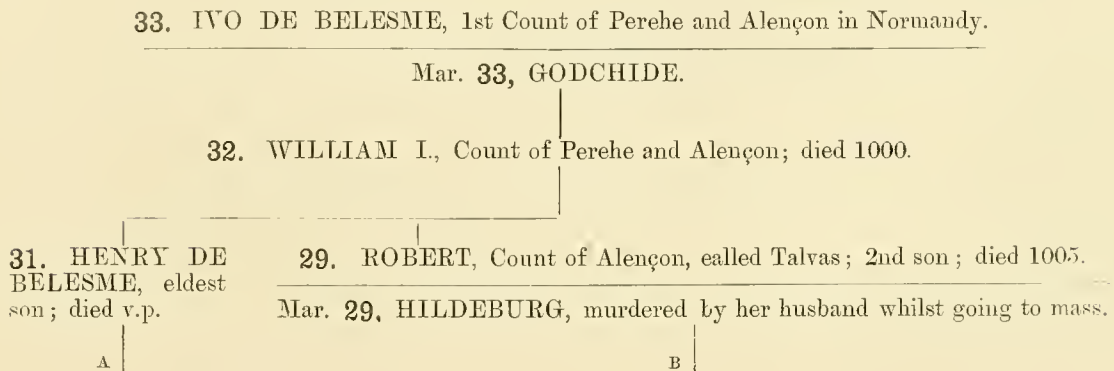 33. IVO DE BELESME, 1st Count of Perehe and Alençon in Normandy.
Mar. 33, GODCHIDE.
32. WILLIAM I., Count of Perehe and Alençon; died 1000.
31. HENRY DE
BELESME, eldest
son; died v.p.
A
29. ROBERT, Count of Alençon, ealled Talvas; 2nd son; died 1005.
Mar. 29, HILDEBURG, murdered by her husband whilst going to mass.
B